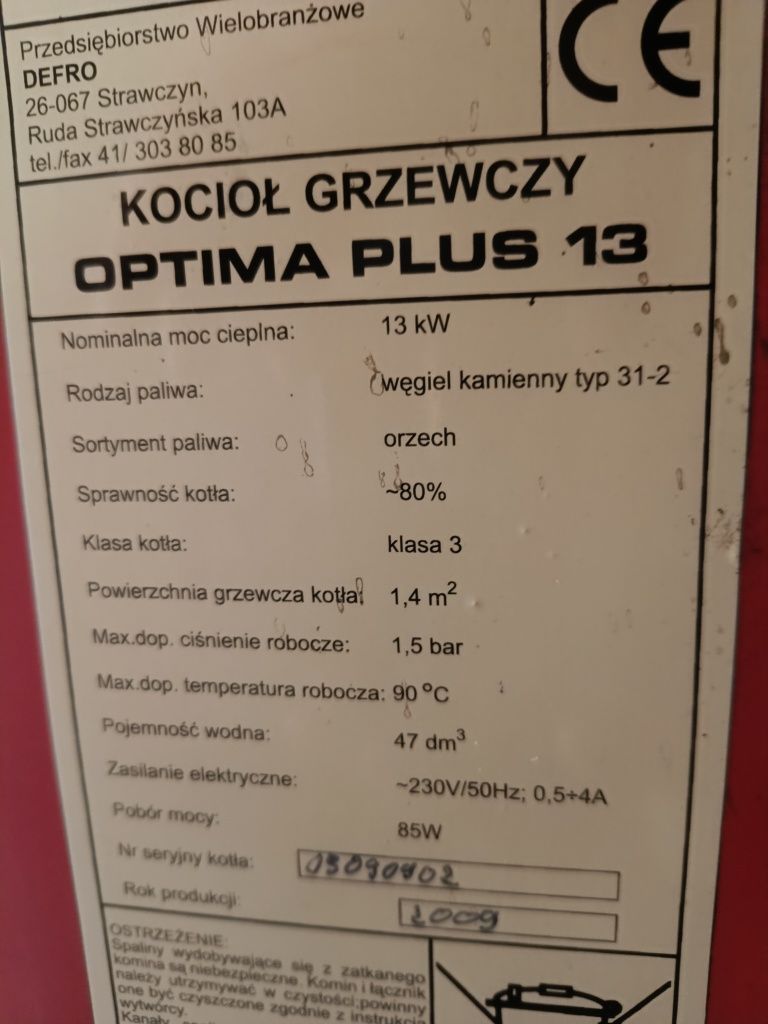 Przedsiębiorstwo Wielobranżowe
DEFRO
26-067 Strawczyn,
Ruda Strawczyńska 103A
tel./fax 41/ 303 80 85
CE
KOCIOŁ GRZEWCZY
OPTIMA PLUS 13
Nominalna moc cieplna: 13 kW
Rodzaj paliwa: węgiel kamienny typ 31-2
Sortyment paliwa: orzech
Sprawność kotła: ~80%
Klasa kotła: klasa 3
Powierzchnia grzewcza kotła: 1,4 m²
Max.dop. ciśnienie robocze: 1,5 bar
Max.dop. temperatura robocza: 90 °C
Pojemność wodna: 47 dm³
Zasilanie elektryczne: ~230V/50Hz; 0,5÷4A
Pobór mocy: 85W
Nr seryjny kotła:
Rok produkcji: 2009
OSTRZEŻENIE:
Spaliny wydobywające się z zatkanego
komina są niebezpieczne. Komin i łącznik
należy utrzymywać w czystości;powinny
one być czyszczone zgodnie z instrukcją
wytwórcy.